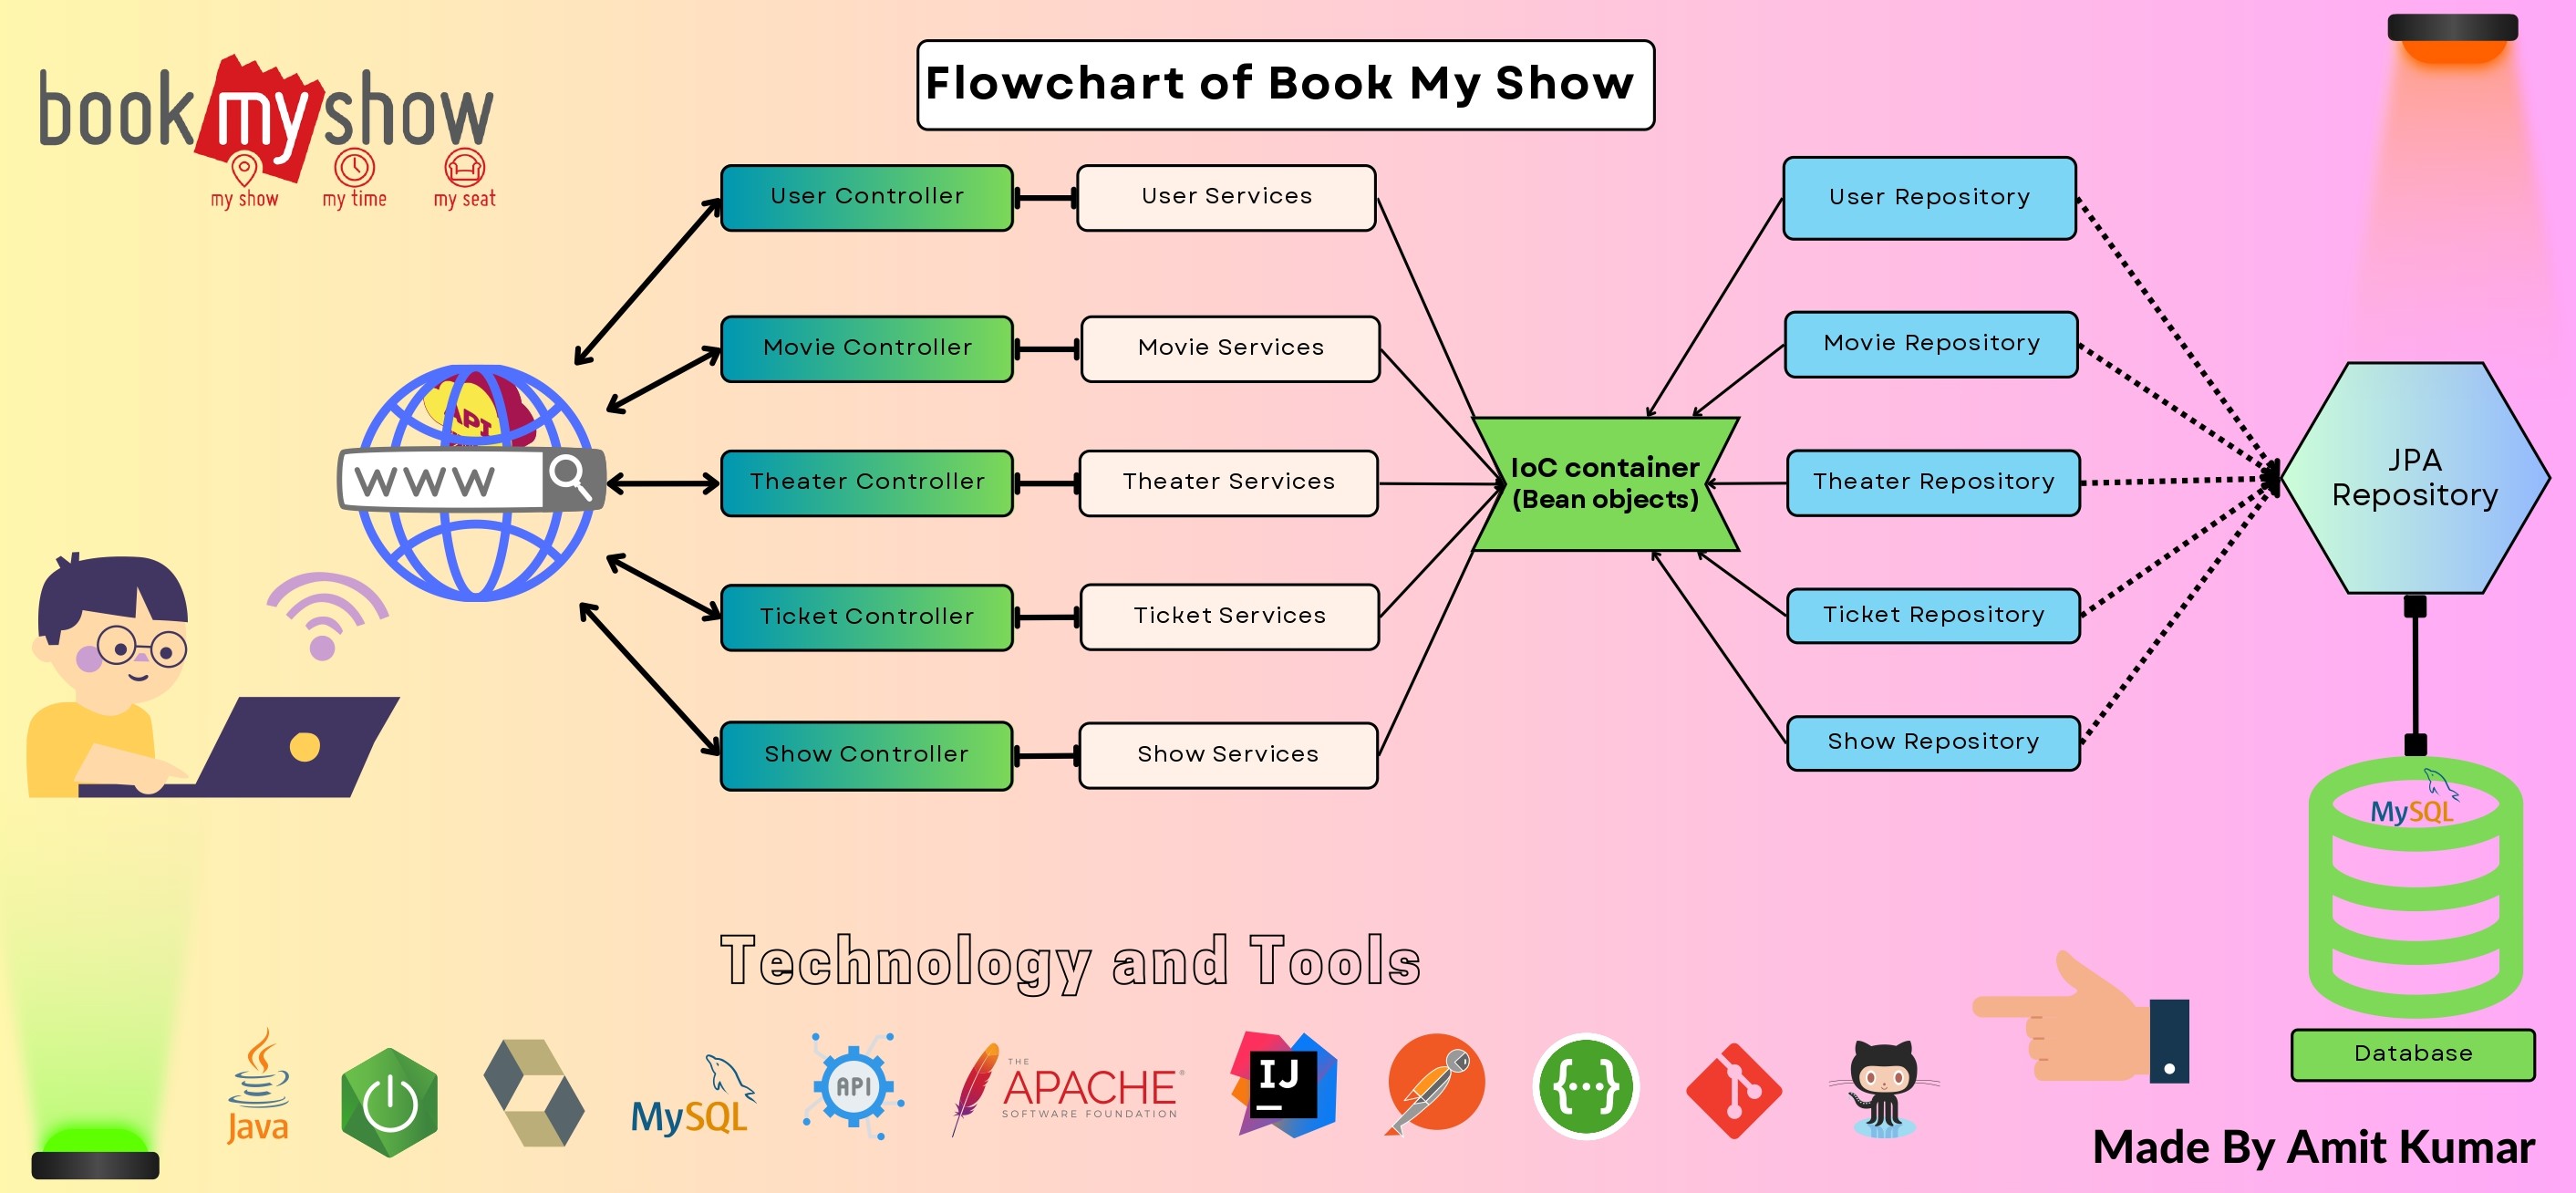 book my show
my show
my time
my seat
Flowchart of Book My Show
User Controller
User Services
User Repository
Movie Controller
Movie Services
Movie Repository
API
www
Theater Controller
Theater Services
IoC container
(Bean objects)
Theater Repository
JPA
Repository
Ticket Controller
Ticket Services
Ticket Repository
Show Controller
Show Services
Show Repository
MySQL
Technology and Tools
Database
Java
MySQL
API
THE
APACHE®
SOFTWARE FOUNDATION
IJ
{...}
Made By Amit Kumar